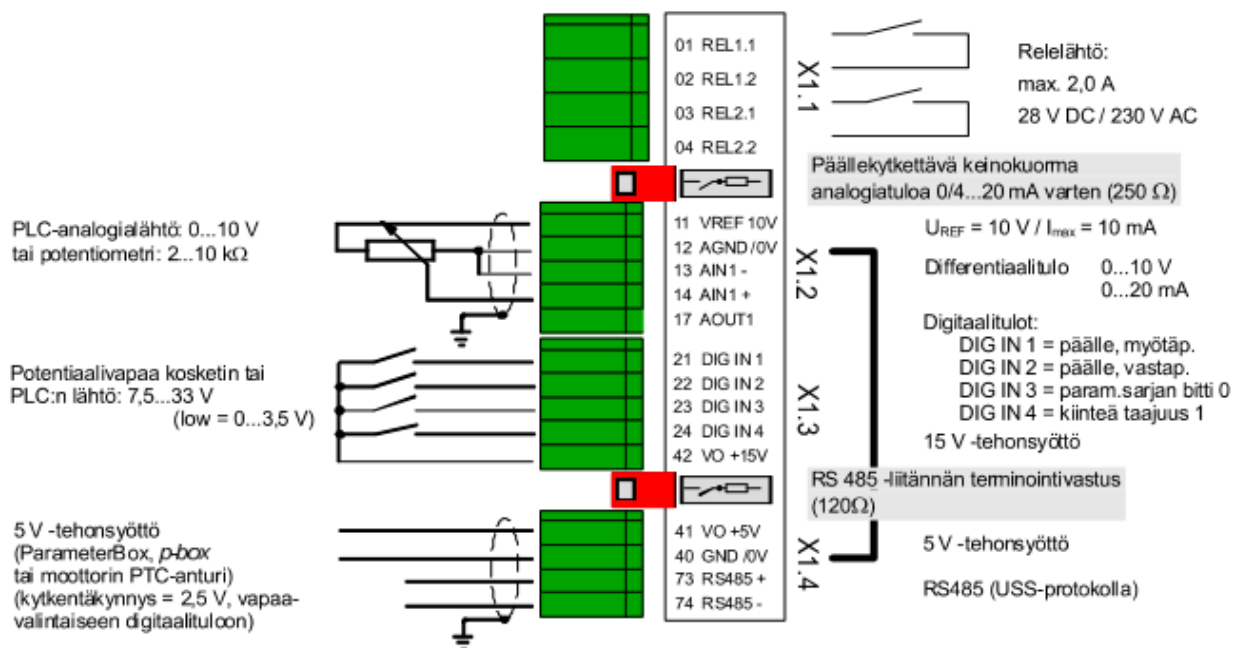 01 REL1.1
02 REL1.2
03 REL2.1
04 REL2.2
X1.1
Relelähtö:
max. 2,0 A
28 V DC / 230 V AC
Päällekytkettävä keinokuorma
analogiatuloa 0/4...20 mA varten (250 Ω)
PLC-analogialähtö: 0...10 V
tai potentiometri: 2...10 kΩ
11 VREF 10V
12 AGND /0V
13 AIN1 -
14 AIN1 +
17 AOUT1
X1.2
UREF = 10 V / Imax = 10 mA
Differentiaalitulo 0...10 V
0...20 mA
Potentiaalivapaa kosketin tai
PLC:n lähtö: 7,5...33 V
(low = 0...3,5 V)
21 DIG IN 1
22 DIG IN 2
23 DIG IN 3
24 DIG IN 4
42 VO +15V
X1.3
Digitaalitulot:
DIG IN 1 = päälle, myötäp.
DIG IN 2 = päälle, vastap.
DIG IN 3 = param.sarjan bitti 0
DIG IN 4 = kiinteä taajuus 1
15 V -tehonsyöttö
RS 485 -liitännän terminointivastus
(120Ω)
5 V -tehonsyöttö
(ParameterBox, p-box
tai moottorin PTC-anturi)
(kytkentäkynnys = 2,5 V, vapaa-
valintaiseen digitaalituloon)
41 VO +5V
40 GND /0V
73 RS485 +
74 RS485 -
X1.4
5 V -tehonsyöttö
RS485 (USS-protokolla)